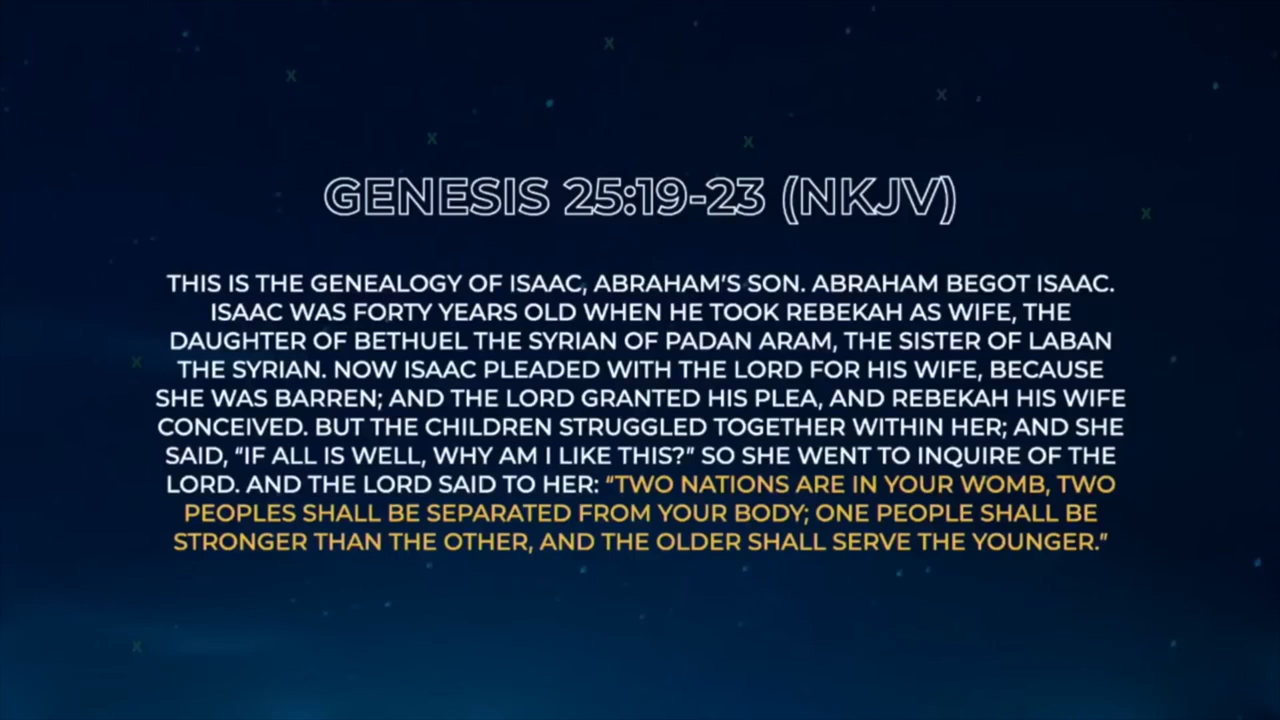 GENESIS 25:19-23 (NKJV)
THIS IS THE GENEALOGY OF ISAAC, ABRAHAM'S SON. ABRAHAM BEGOT ISAAC.
ISAAC WAS FORTY YEARS OLD WHEN HE TOOK REBEKAH AS WIFE, THE
DAUGHTER OF BETHUEL THE SYRIAN OF PADAN ARAM, THE SISTER OF LABAN
THE SYRIAN. NOW ISAAC PLEADED WITH THE LORD FOR HIS WIFE, BECAUSE
SHE WAS BARREN; AND THE LORD GRANTED HIS PLEA, AND REBEKAH HIS WIFE
CONCEIVED. BUT THE CHILDREN STRUGGLED TOGETHER WITHIN HER; AND SHE
SAID, "IF ALL IS WELL, WHY AM I LIKE THIS?" SO SHE WENT TO INQUIRE OF THE
LORD. AND THE LORD SAID TO HER: "TWO NATIONS ARE IN YOUR WOMB, TWO
PEOPLES SHALL BE SEPARATED FROM YOUR BODY; ONE PEOPLE SHALL BE
STRONGER THAN THE OTHER, AND THE OLDER SHALL SERVE THE YOUNGER."